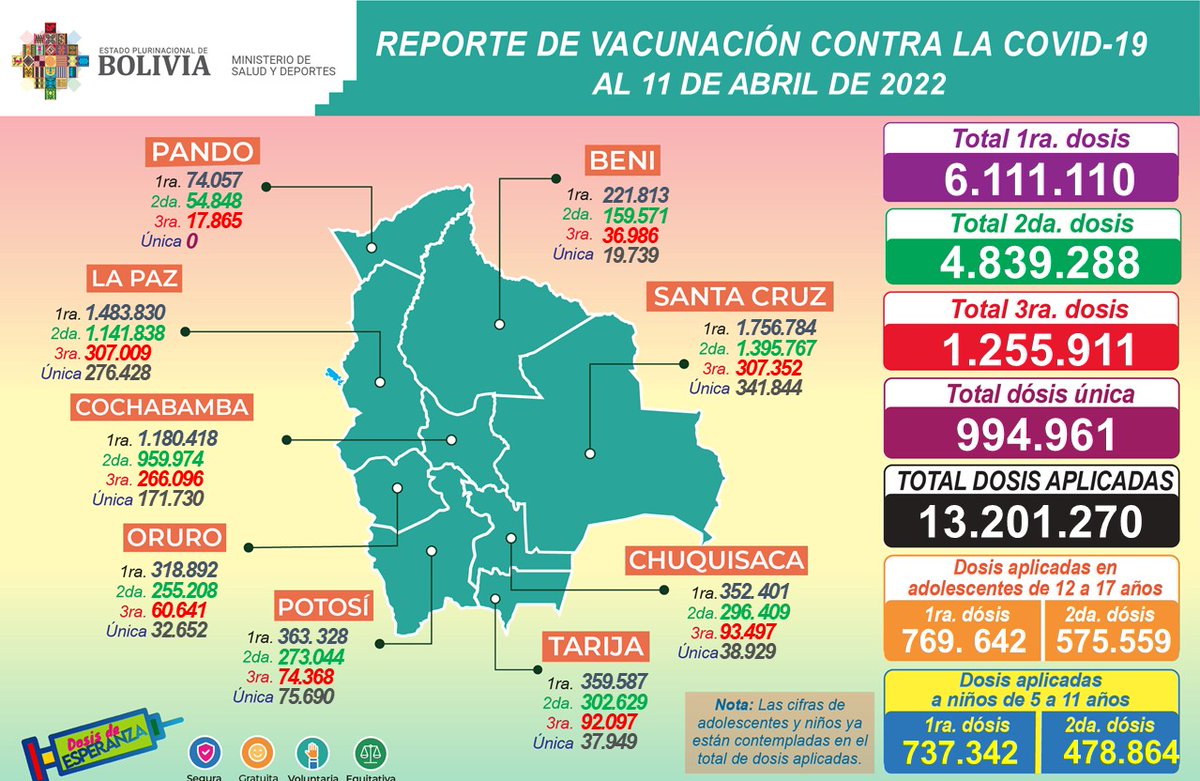 ESTADO PLURINACIONAL DE
BOLIVIA
MINISTERIO DE
SALUD Y DEPORTES
REPORTE DE VACUNACIÓN CONTRA LA COVID-19
AL 11 DE ABRIL DE 2022
PANDO
1ra. 74.057
2da. 54.848
3ra. 17.865
Única 0
BENI
1ra. 221.813
2da. 159.571
3ra. 36.986
Única 19.739
LA PAZ
1ra. 1.483.830
2da. 1.141.838
3ra. 307.009
Única 276.428
SANTA CRUZ
1ra. 1.756.784
2da. 1.395.767
3ra. 307.352
Única 341.844
COCHABAMBA
1ra. 1.180.418
2da. 959.974
3ra. 266.096
Única 171.730
ORURO
1ra. 318.892
2da. 255.208
3ra. 60.641
Única 32.652
POTOSÍ
1ra. 363. 328
2da. 273.044
3ra. 74.368
Única 75.690
CHUQUISACA
1ra. 352. 401
2da. 296. 409
3ra. 93.497
Única 38.929
TARIJA
1ra. 359.587
2da. 302.629
3ra. 92.097
Única 37.949
Total 1ra. dosis
6.111.110
Total 2da. dosis
4.839.288
Total 3ra. dosis
1.255.911
Total dósis única
994.961
TOTAL DOSIS APLICADAS
13.201.270
Dosis aplicadas en
adolescentes de 12 a 17 años
1ra. dósis 2da. dósis
769. 642 575.559
Dosis aplicadas
a niños de 5 a 11 años
1ra. dósis 2da. dósis
737.342 478.864
Nota: Las cifras de
adolescentes y niños ya
están contempladas en el
total de dosis aplicadas.
Dosis de
ESPERANZA
Segura Gratuita Voluntaria Equitativa